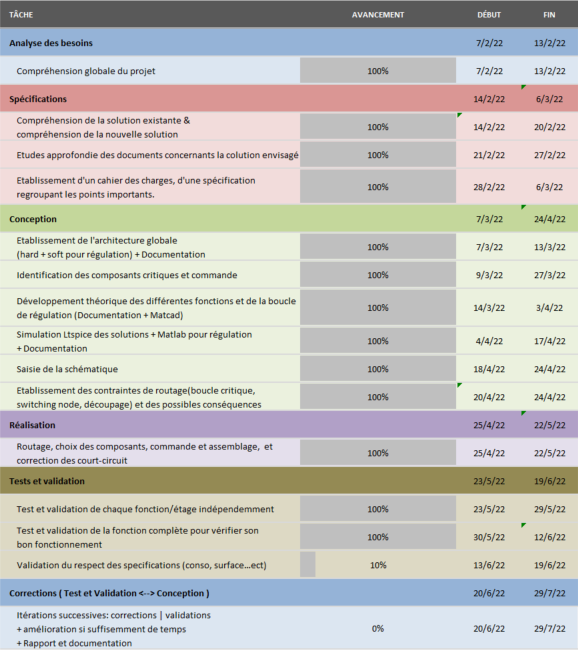 TÂCHE AVANCEMENT DÉBUT FIN
Analyse des besoins 7/2/22 13/2/22
Compréhension globale du projet 100% 7/2/22 13/2/22
Spécifications 14/2/22 6/3/22
Compréhension de la solution existante &
compréhension de la nouvelle solution 100% 14/2/22 20/2/22
Etudes approfondie des documents concernants la colution envisagé 100% 21/2/22 27/2/22
Etablissement d'un cahier des charges, d'une spécification
regroupant les points importants. 100% 28/2/22 6/3/22
Conception 7/3/22 24/4/22
Etablissement de l'architecture globale
(hard + soft pour régulation) + Documentation 100% 7/3/22 13/3/22
Identification des composants critiques et commande 100% 9/3/22 27/3/22
Développement théorique des différentes fonctions et de la boucle
de régulation (Documentation + Matcad) 100% 14/3/22 3/4/22
Simulation Ltspice des solutions + Matlab pour régulation
+ Documentation 100% 4/4/22 17/4/22
Saisie de la schématique 100% 18/4/22 24/4/22
Etablissement des contraintes de routage(boucle critique,
switching node, découpage) et des possibles conséquences 100% 20/4/22 24/4/22
Réalisation 25/4/22 22/5/22
Routage, choix des composants, commande et assemblage, et
correction des court-circuit 100% 25/4/22 22/5/22
Tests et validation 23/5/22 19/6/22
Test et validation de chaque fonction/étage indépendemment 100% 23/5/22 29/5/22
Test et validation de la fonction complète pour vérifier son
bon fonctionnement 100% 30/5/22 12/6/22
Validation du respect des specifications (conso, surface...ect) 10% 13/6/22 19/6/22
Corrections ( Test et Validation <--> Conception ) 20/6/22 29/7/22
Itérations successives: corrections | validations
+ amélioration si suffisemment de temps
+ Rapport et documentation 0% 20/6/22 29/7/22